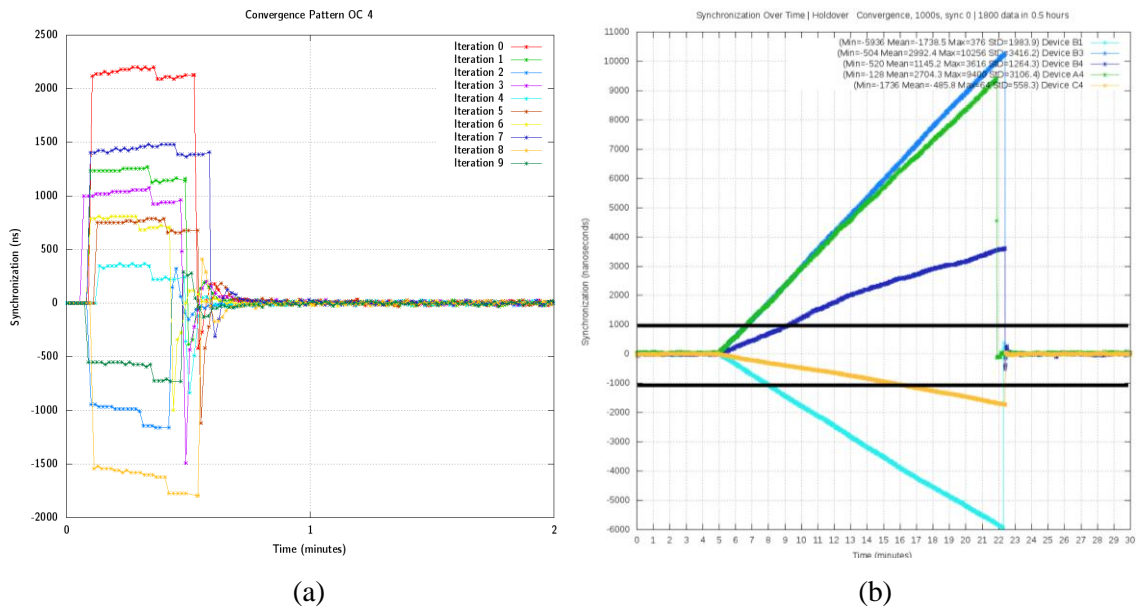 Convergence Pattern OC 4
2500
2000
1500
1000
500
0
-500
-1000
-1500
-2000
Synchronization (ns)
Iteration 0
Iteration 1
Iteration 2
Iteration 3
Iteration 4
Iteration 5
Iteration 6
Iteration 7
Iteration 8
Iteration 9
0
1
2
Time (minutes)
(a)
Synchronization Over Time | Holdover Convergence, 1000s, sync 0 | 1800 data in 0.5 hours
11000
10000
9000
8000
7000
6000
5000
4000
3000
2000
1000
0
-1000
-2000
-3000
-4000
-5000
-6000
Synchronization (nanoseconds)
(Min=-5936 Mean=-1738.5 Max=376 StD=1983.9) Device B1
(Min=-504 Mean=2992.4 Max=10256 StD=3416.2) Device B3
(Min=-520 Mean=1145.2 Max=3616 StD=1264.3) Device B4
(Min=-128 Mean=2704.3 Max=9400 StD=3106.4) Device A4
(Min=-1736 Mean=-485.8 Max=64 StD=558.3) Device C4
0 1 2 3 4 5 6 7 8 9 10 11 12 13 14 15 16 17 18 19 20 21 22 23 24 25 26 27 28 29 30
Time (minutes)
(b)